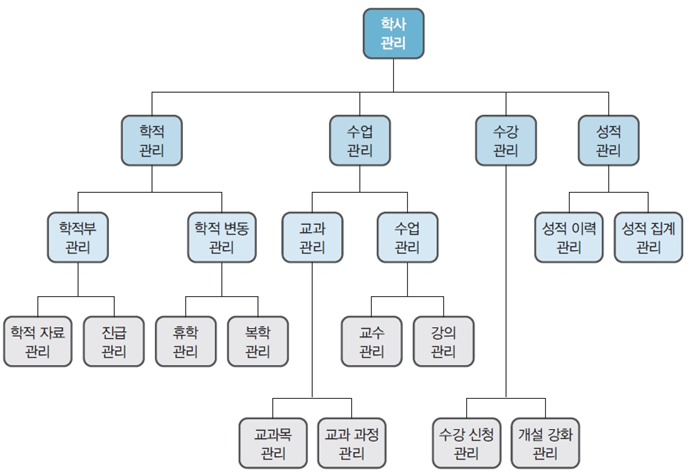 학사
관리
학적
관리
수업
관리
수강
관리
성적
관리
학적부
관리
학적 변동
관리
교과
관리
수업
관리
성적 이력
관리
성적 집계
관리
학적 자료
관리
진급
관리
휴학
관리
복학
관리
교수
관리
강의
관리
교과목
관리
교과 과정
관리
수강 신청
관리
개설 강화
관리